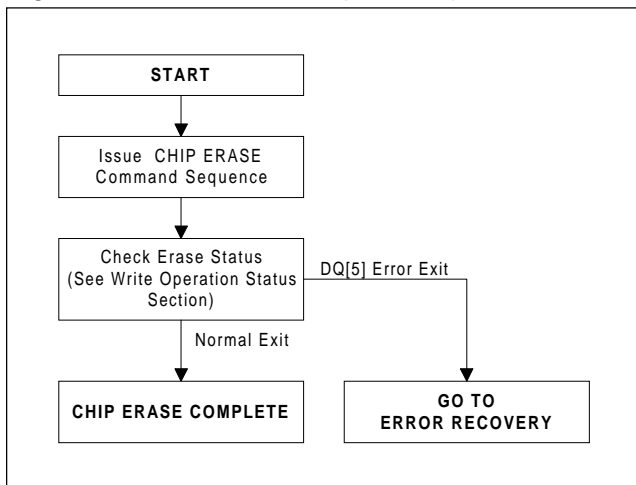 START
Issue CHIP ERASE
Command Sequence
Check Erase Status
(See Write Operation Status
Section)
DQ[5] Error Exit
Normal Exit
CHIP ERASE COMPLETE
GO TO
ERROR RECOVERY